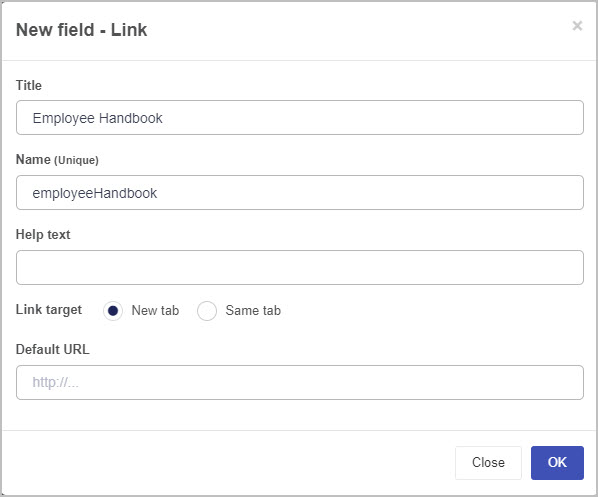 New field - Link
×
Title
Employee Handbook
Name (Unique)
employeeHandbook
Help text
Link target New tab Same tab
Default URL
http://...
Close OK